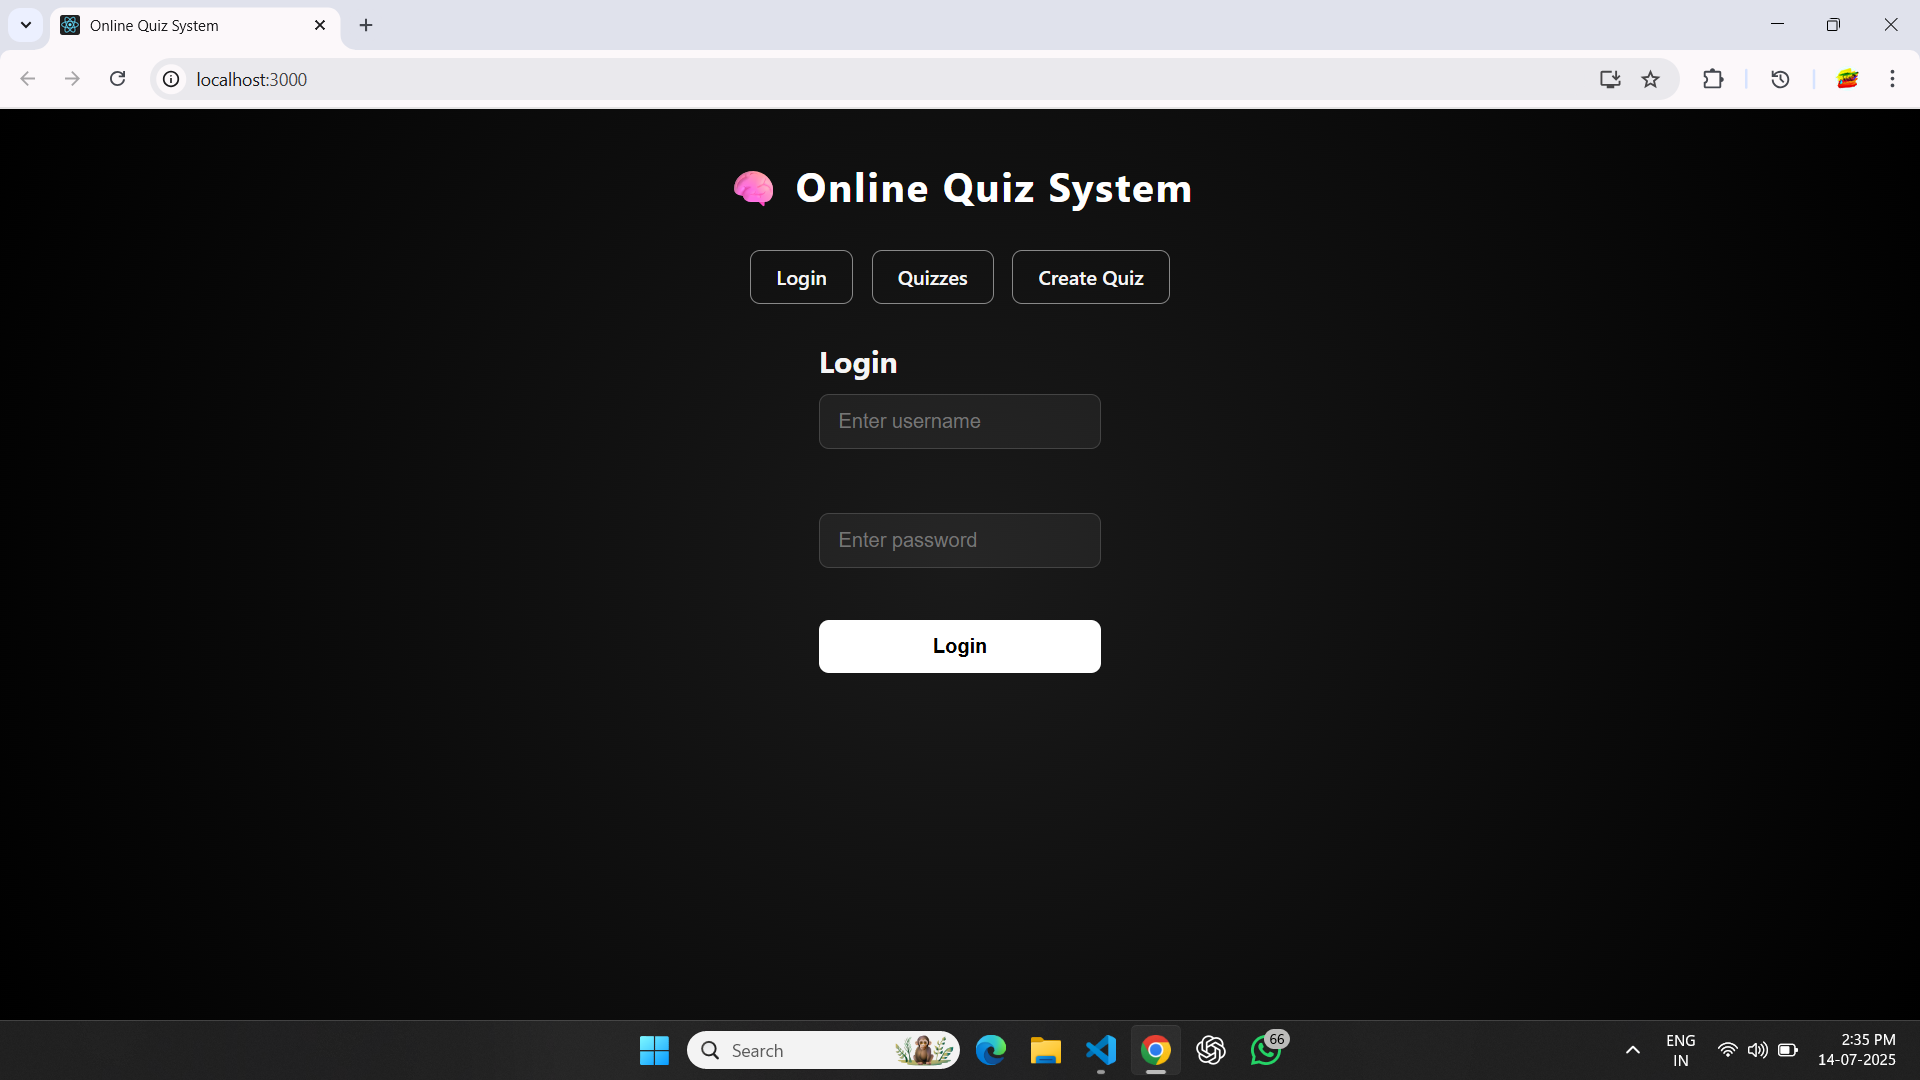 Online Quiz System
localhost:3000
Online Quiz System
Login
Quizzes
Create Quiz
Login
Enter username
Enter password
Login
Search
66
ENG
IN
2:35 PM
14-07-2025